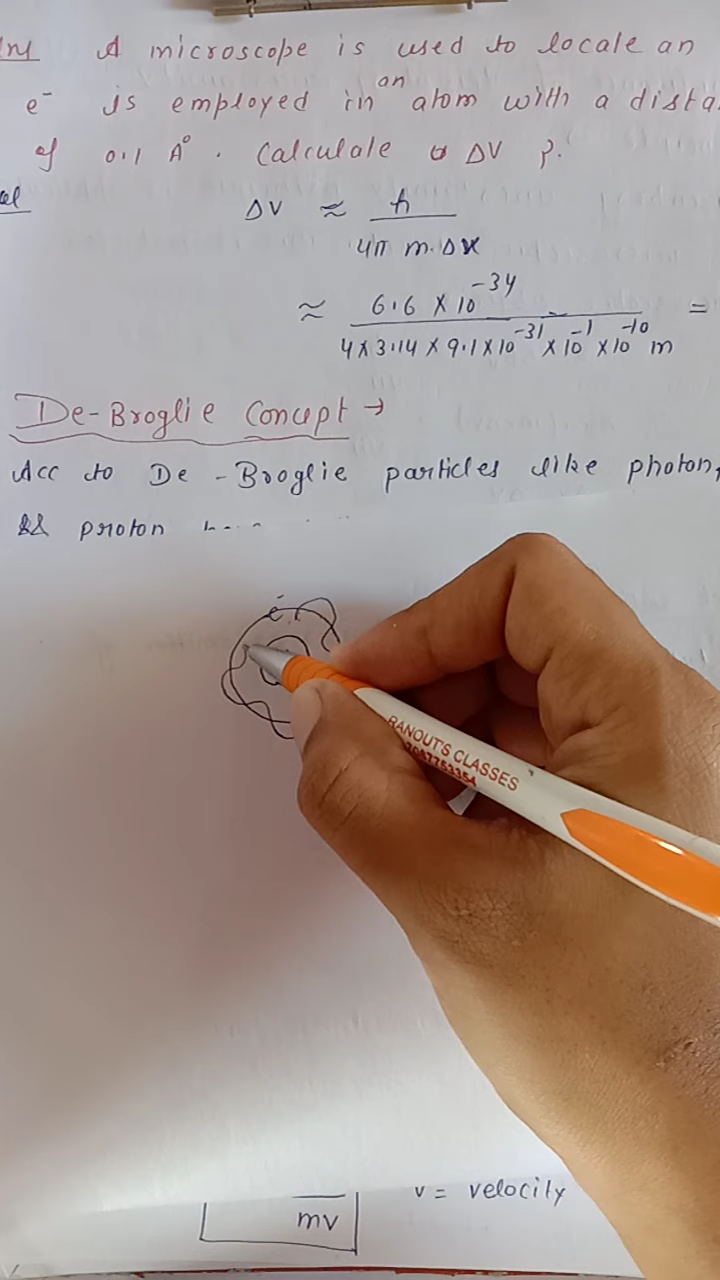 A microscope is used to locale an
e⁻ is employed in an atom with a dista
of 0.1 A° . Calculate ΔV ?.
ΔV ≈ ħ / 4π m.Δx
≈ 6.6 × 10⁻³⁴ / 4×3.14×9.1×10⁻³¹×10⁻¹×10⁻¹⁰ m =
De-Broglie Concept →
Acc to De-Broglie particles like photon,
&& proton
e⁻
RANOUT'S CLASSES
v = velocity
mv